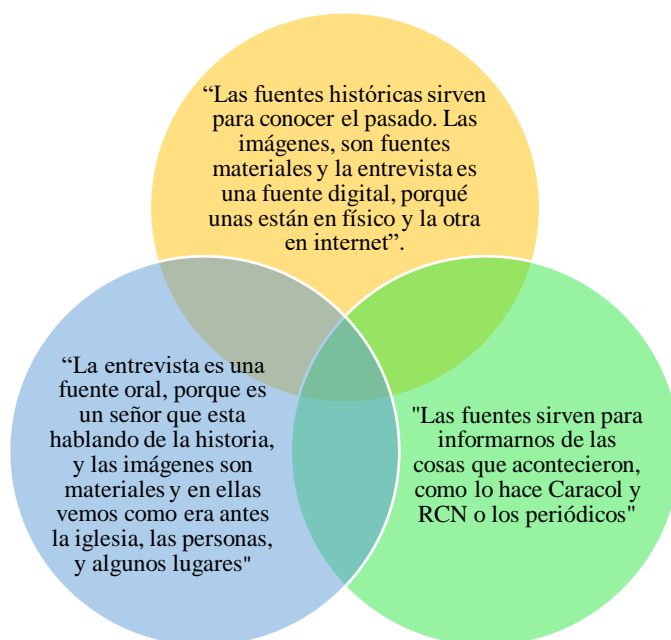 “Las fuentes históricas sirven
para conocer el pasado. Las
imágenes, son fuentes
materiales y la entrevista es
una fuente digital, porqué
unas están en físico y la otra
en internet”.
“La entrevista es una
fuente oral, porque es
un señor que esta
hablando de la historia,
y las imágenes son
materiales y en ellas
vemos como era antes
la iglesia, las personas,
y algunos lugares"
"Las fuentes sirven para
informarnos de las
cosas que acontecieron,
como lo hace Caracol y
RCN o los periódicos"